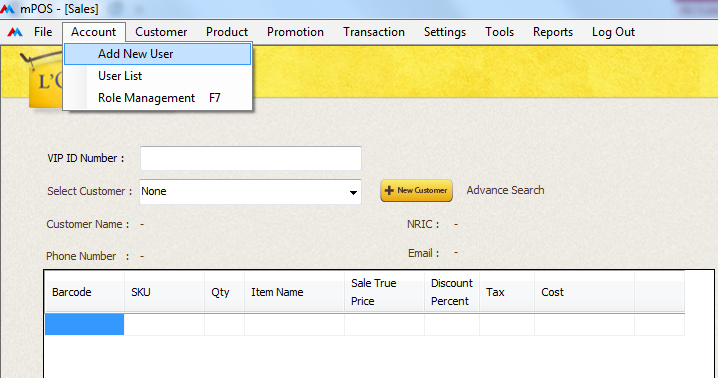 mPOS - [Sales]
File Account Customer Product Promotion Transaction Settings Tools Reports Log Out
Add New User
User List
Role Management F7
VIP ID Number :
Select Customer : None New Customer Advance Search
Customer Name : - NRIC : -
Phone Number : - Email : -
Barcode SKU Qty Item Name Sale True Price Discount Percent Tax Cost